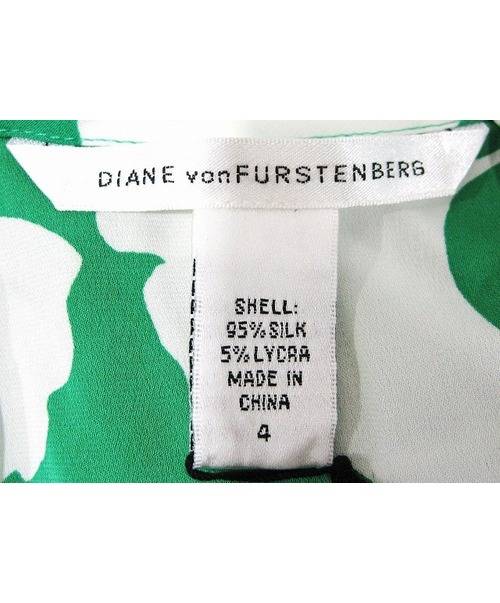 DIANE vonFURSTENBERG
SHELL:
95% SILK
5% LYCRA
MADE IN
CHINA
4